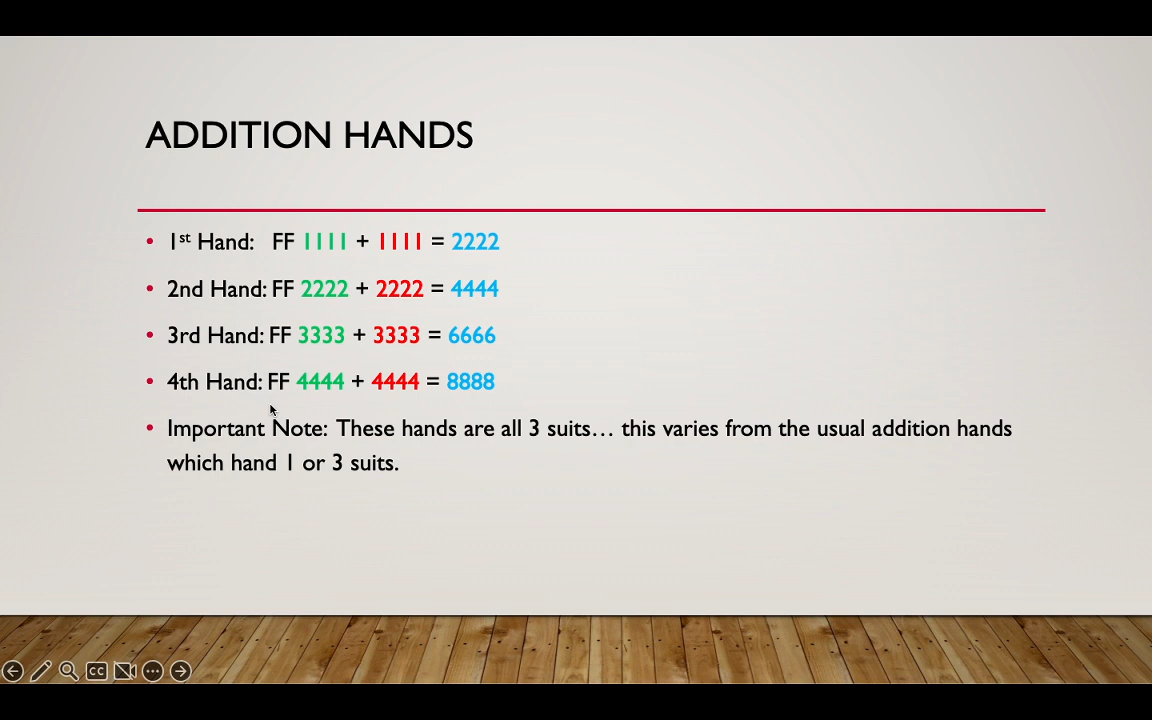 ADDITION HANDS
• 1st Hand: FF 1111 + 1111 = 2222
• 2nd Hand: FF 2222 + 2222 = 4444
• 3rd Hand: FF 3333 + 3333 = 6666
• 4th Hand: FF 4444 + 4444 = 8888
• Important Note: These hands are all 3 suits… this varies from the usual addition hands
which hand 1 or 3 suits.
CC